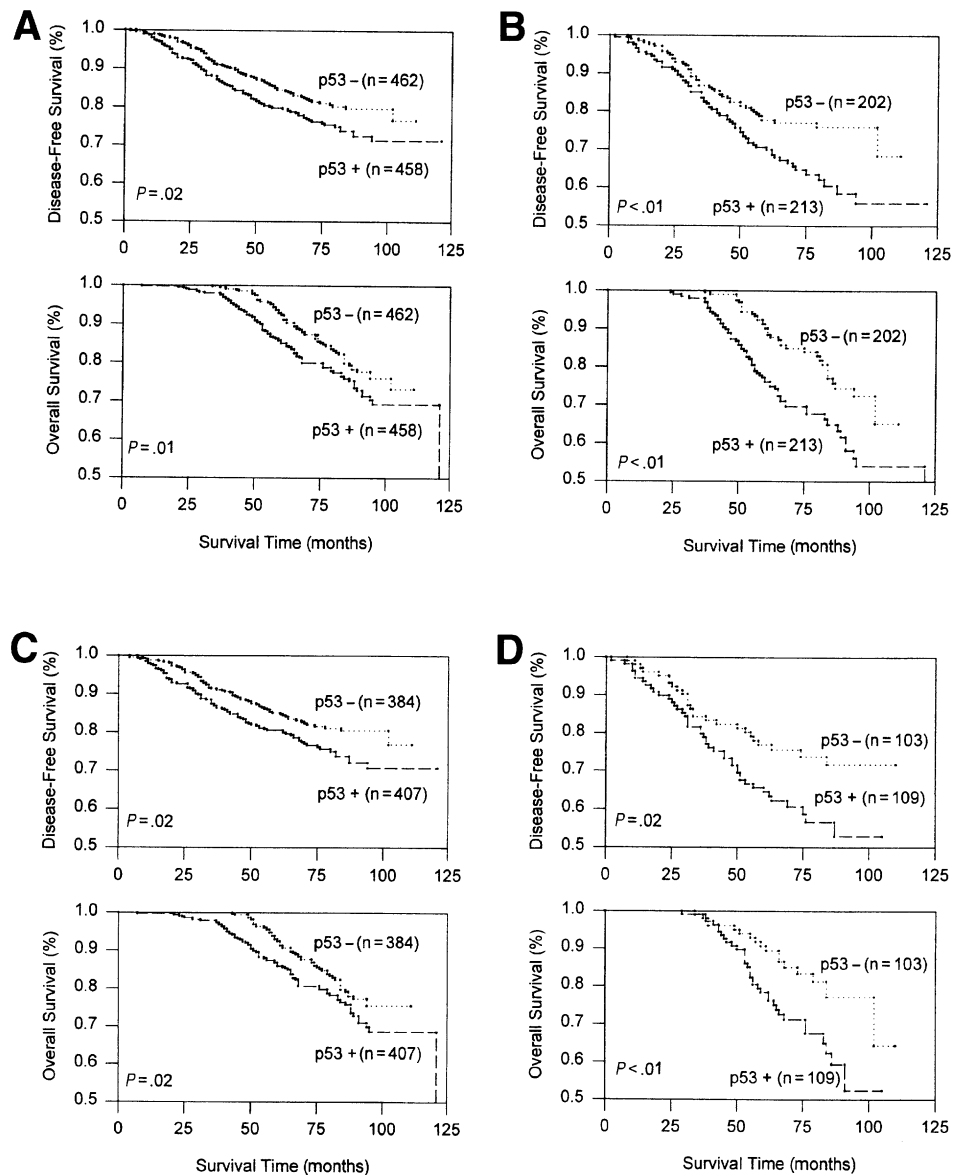 A
Disease-Free Survival (%)
1.0
0.9
0.8
0.7
0.6
0.5
p53 – (n = 462)
p53 + (n = 458)
P = .02
0 25 50 75 100 125
Overall Survival (%)
1.0
0.9
0.8
0.7
0.6
0.5
p53 – (n = 462)
p53 + (n = 458)
P = .01
0 25 50 75 100 125
Survival Time (months)
B
Disease-Free Survival (%)
1.0
0.9
0.8
0.7
0.6
0.5
p53 – (n = 202)
p53 + (n = 213)
P < .01
0 25 50 75 100 125
Overall Survival (%)
1.0
0.9
0.8
0.7
0.6
0.5
p53 – (n = 202)
p53 + (n = 213)
P < .01
0 25 50 75 100 125
Survival Time (months)
C
Disease-Free Survival (%)
1.0
0.9
0.8
0.7
0.6
0.5
p53 – (n = 384)
p53 + (n = 407)
P = .02
0 25 50 75 100 125
Overall Survival (%)
1.0
0.9
0.8
0.7
0.6
0.5
p53 – (n = 384)
p53 + (n = 407)
P = .02
0 25 50 75 100 125
Survival Time (months)
D
Disease-Free Survival (%)
1.0
0.9
0.8
0.7
0.6
0.5
p53 – (n = 103)
p53 + (n = 109)
P = .02
0 25 50 75 100 125
Overall Survival (%)
1.0
0.9
0.8
0.7
0.6
0.5
p53 – (n = 103)
p53 + (n = 109)
P < .01
0 25 50 75 100 125
Survival Time (months)